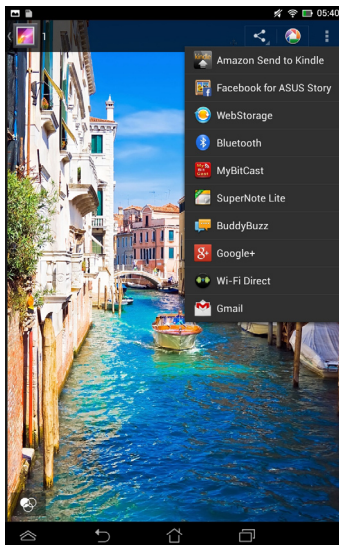 05:40
1
Amazon Send to Kindle
Facebook for ASUS Story
WebStorage
Bluetooth
MyBitCast
SuperNote Lite
BuddyBuzz
Google+
Wi-Fi Direct
Gmail